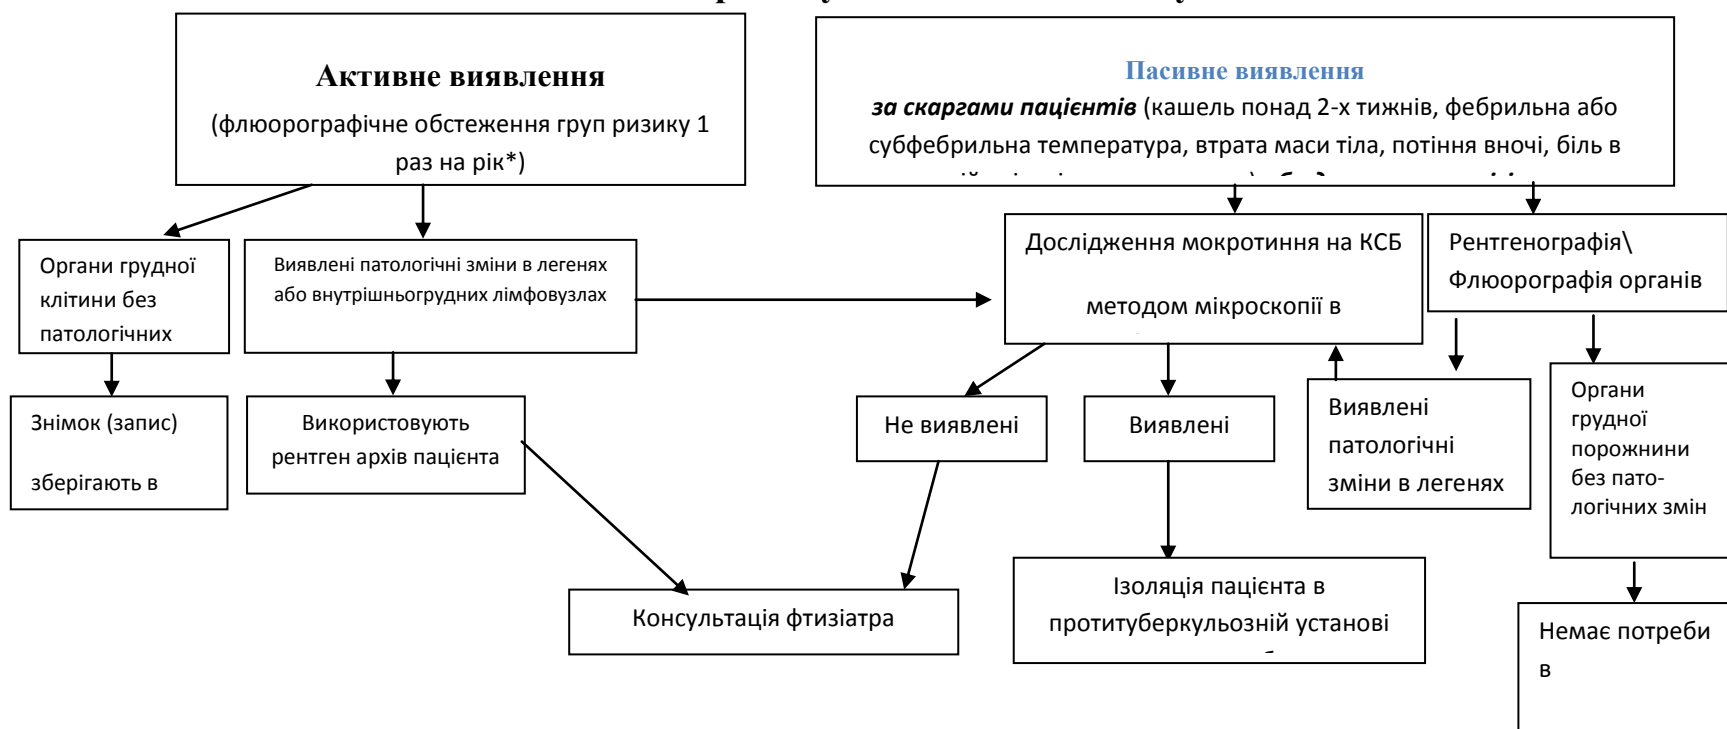 Активне виявлення
(флюорографічне обстеження груп ризику 1
раз на рік*)
Пасивне виявлення
за скаргами пацієнтів (кашель понад 2-х тижнів, фебрильна або
субфебрильна температура, втрата маси тіла, потіння вночі, біль в
Органи грудної
клітини без
патологічних
Виявлені патологічні зміни в легенях
або внутрішньогрудних лімфовузлах
Дослідження мокротиння на КСБ
методом мікроскопії в
Рентгенографія\
Флюорографія органів
Знімок (запис)
зберігають в
Використовують
рентген архів пацієнта
Не виявлені
Виявлені
Виявлені
патологічні
зміни в легенях
Органи
грудної
порожнини
без пато-
логічних змін
Консультація фтизіатра
Ізоляція пацієнта в
протитуберкульозній установі
Немає потреби
в